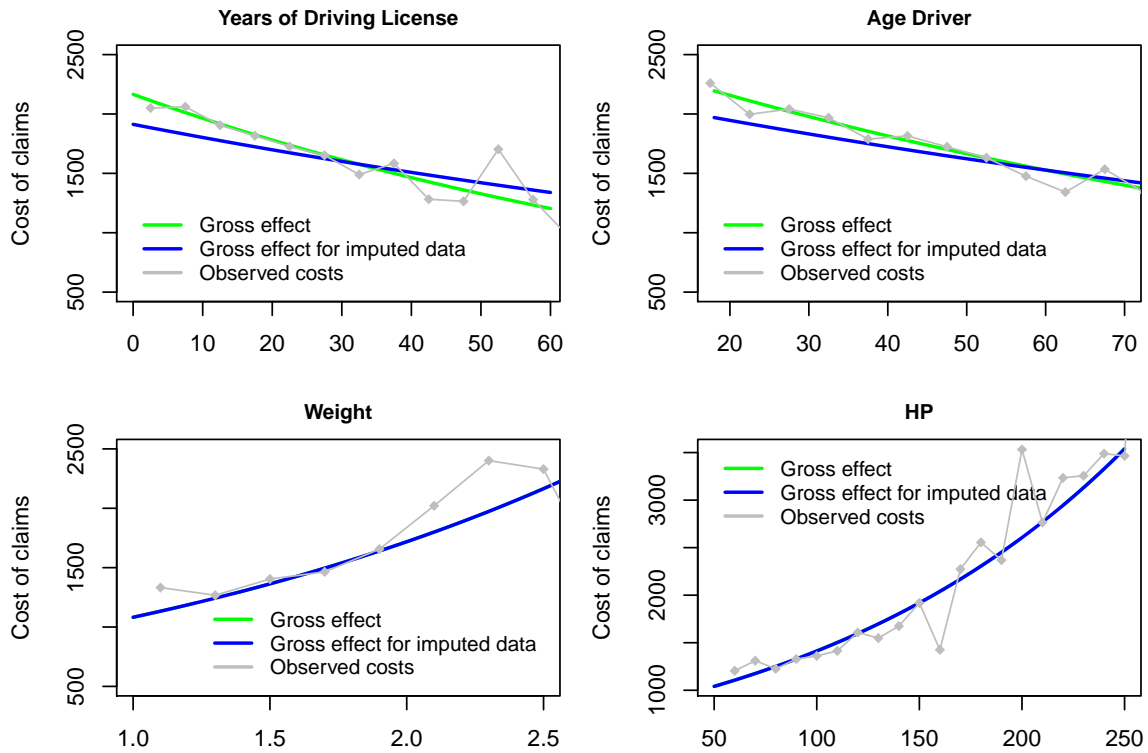 Years of Driving License
Cost of claims
2500
1500
500
Gross effect
Gross effect for imputed data
Observed costs
0 10 20 30 40 50 60
Age Driver
Cost of claims
2500
1500
500
Gross effect
Gross effect for imputed data
Observed costs
20 30 40 50 60 70
Weight
Cost of claims
2500
1500
500
Gross effect
Gross effect for imputed data
Observed costs
1.0 1.5 2.0 2.5
HP
Cost of claims
3000
2000
1000
Gross effect
Gross effect for imputed data
Observed costs
50 100 150 200 250